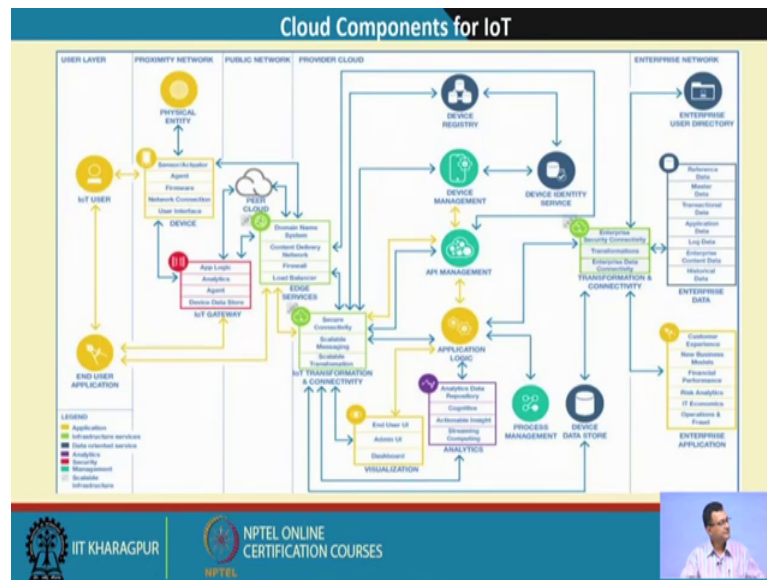 Cloud Components for IoT
USER LAYER
PROXIMITY NETWORK
PUBLIC NETWORK
PROVIDER CLOUD
ENTERPRISE NETWORK
PHYSICAL
ENTITY
DEVICE
REGISTRY
ENTERPRISE
USER DIRECTORY
IoT USER
Sensor/Actuator
Agent
Firmware
Network Connection
User Interface
DEVICE
PEER
CLOUD
DEVICE
MANAGEMENT
DEVICE IDENTITY
SERVICE
Reference
Data
Master
Data
Transactional
Data
Application
Data
Log Data
Enterprise
Content Data
Historical
Data
ENTERPRISE
DATA
Domain Name
System
Content Delivery
Network
Firewall
Load Balancer
EDGE
SERVICES
API MANAGEMENT
Enterprise
Security Connectivity
Transformations
Enterprise Data
Connectivity
TRANSFORMATION &
CONNECTIVITY
App Logic
Analytics
Agent
Device Data Store
IoT GATEWAY
Secure
Connectivity
Scalable
Messaging
Scalable
Transformation
IoT TRANSFORMATION
& CONNECTIVITY
APPLICATION
LOGIC
END USER
APPLICATION
Customer
Experience
New Business
Models
Financial
Performance
Risk Analytics
IT Economics
Operations &
Fraud
ENTERPRISE
APPLICATION
Analytics Data
Repository
Cognitive
Actionable Insight
Streaming
Computing
ANALYTICS
PROCESS
MANAGEMENT
DEVICE
DATA STORE
End User UI
Admin UI
Dashboard
VISUALIZATION
LEGEND
Application
Infrastructure services
Data oriented service
Analytics
Security
Management
Scalable
Infrastructure
IIT KHARAGPUR
NPTEL
NPTEL ONLINE
CERTIFICATION COURSES